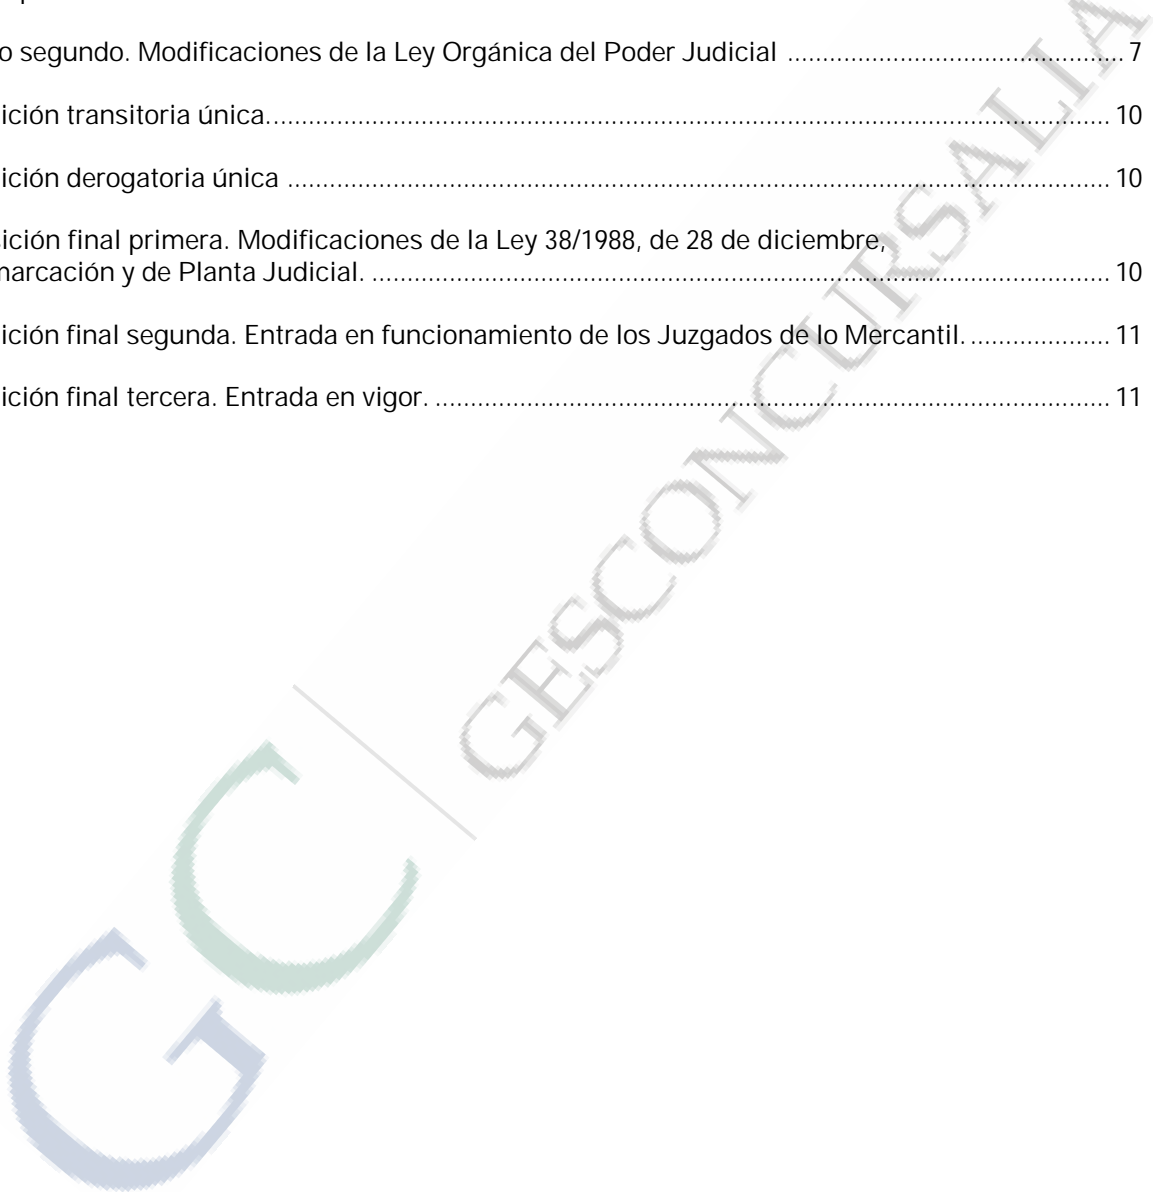 o segundo. Modificaciones de la Ley Orgánica del Poder Judicial ................................................ 7
ición transitoria única........................................................................................................................ 10
ición derogatoria única ...................................................................................................................... 10
ición final primera. Modificaciones de la Ley 38/1988, de 28 de diciembre,
marcación y de Planta Judicial. .......................................................................................................... 10
ición final segunda. Entrada en funcionamiento de los Juzgados de lo Mercantil. .................... 11
ición final tercera. Entrada en vigor. ................................................................................................. 11
GESCONCURSALIA
GC